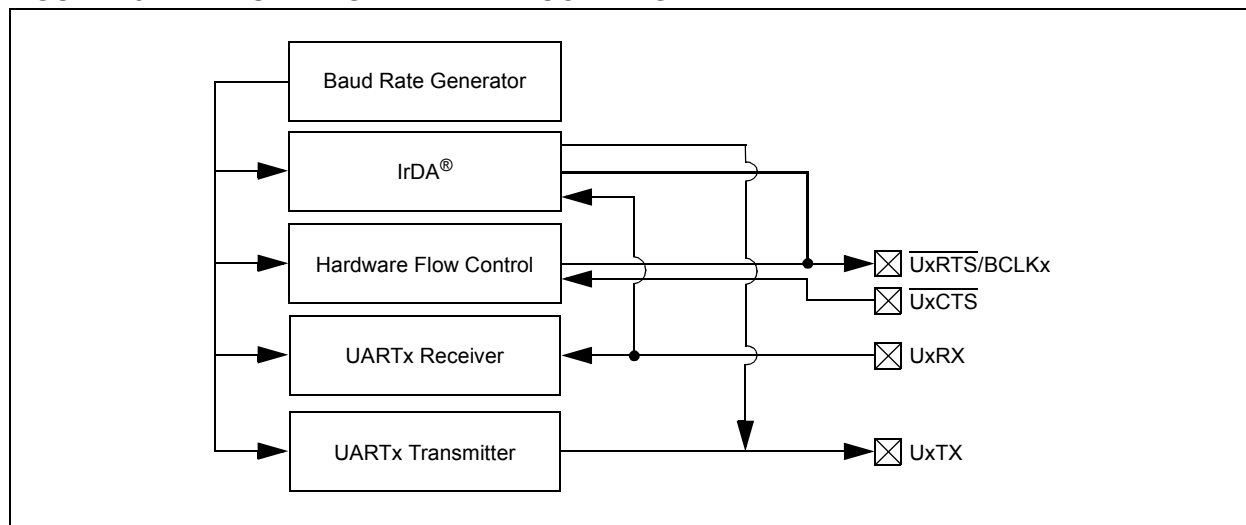 Baud Rate Generator
IrDA®
Hardware Flow Control
UxRTS/BCLKx
UxCTS
UARTx Receiver
UxRX
UARTx Transmitter
UxTX